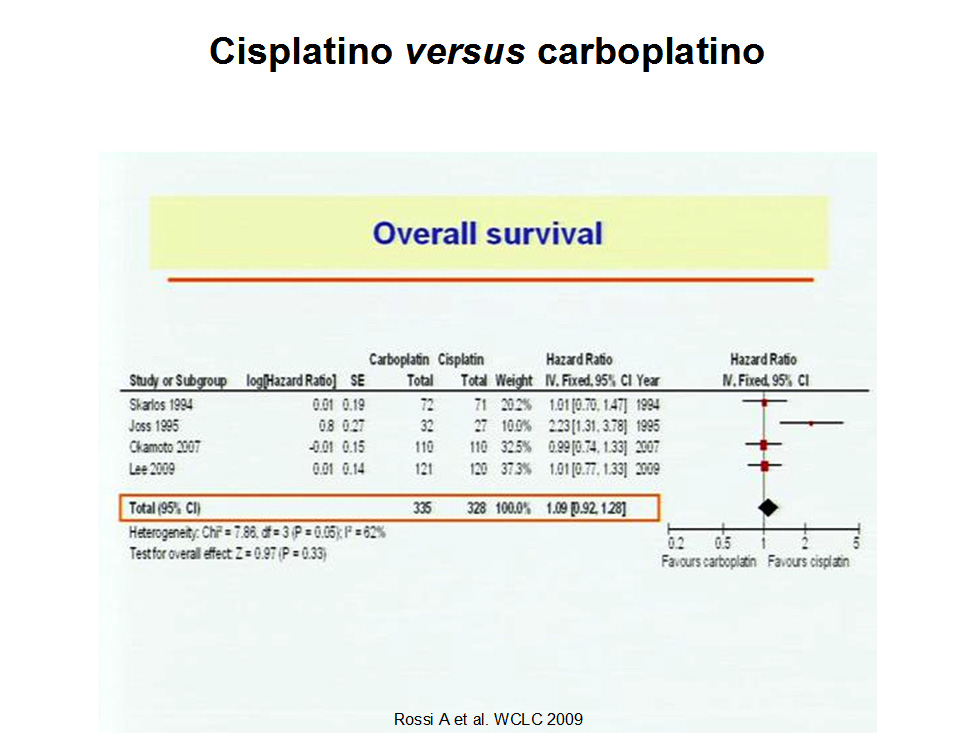 Cisplatino versus carboplatino
Overall survival
Carboplatin Cisplatin Hazard Ratio Hazard Ratio
Study or Subgroup log[Hazard Ratio] SE Total Total Weight IV, Fixed, 95% CI Year IV, Fixed, 95% CI
Skarlos 1994 0.01 0.19 72 71 20.2% 1.01 [0.70, 1.47] 1994
Joss 1995 0.8 0.27 32 27 10.0% 2.23 [1.31, 3.78] 1995
Okamoto 2007 -0.01 0.15 110 110 32.5% 0.99 [0.74, 1.33] 2007
Lee 2009 0.01 0.14 121 120 37.3% 1.01 [0.77, 1.33] 2009
Total (95% CI) 335 328 100.0% 1.09 [0.92, 1.28]
Heterogeneity: Chi² = 7.86, df = 3 (P = 0.05); I² = 62%
Test for overall effect: Z = 0.97 (P = 0.33)
0.2 0.5 1 2 5
Favours carboplatin Favours cisplatin
Rossi A et al. WCLC 2009